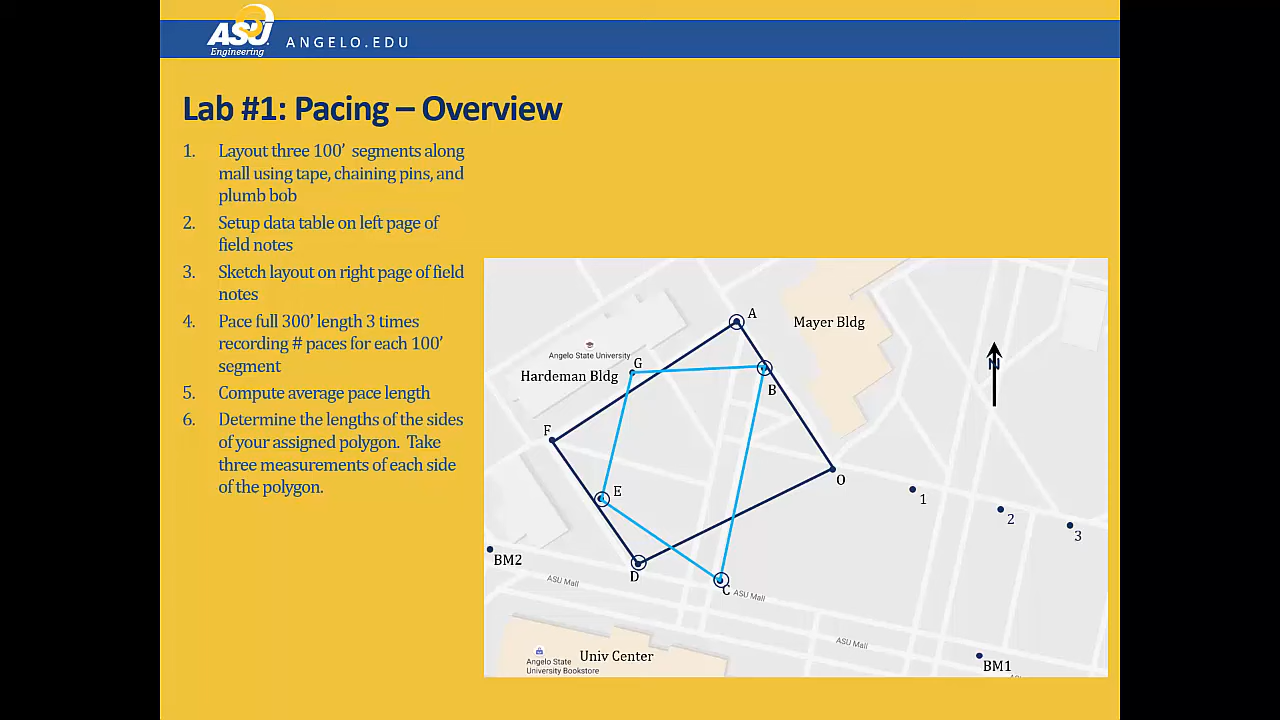 ASU
Engineering
ANGELO.EDU
Lab #1: Pacing – Overview
1. Layout three 100’ segments along
mall using tape, chaining pins, and
plumb bob
2. Setup data table on left page of
field notes
3. Sketch layout on right page of field
notes
4. Pace full 300’ length 3 times
recording # paces for each 100’
segment
5. Compute average pace length
6. Determine the lengths of the sides
of your assigned polygon. Take
three measurements of each side
of the polygon.
A
Mayer Bldg
Angelo State University
G
Hardeman Bldg
B
N
F
O
E
1
2
3
BM2
D
ASU Mall
C
ASU Mall
ASU Mall
Univ Center
Angelo State
University Bookstore
BM1